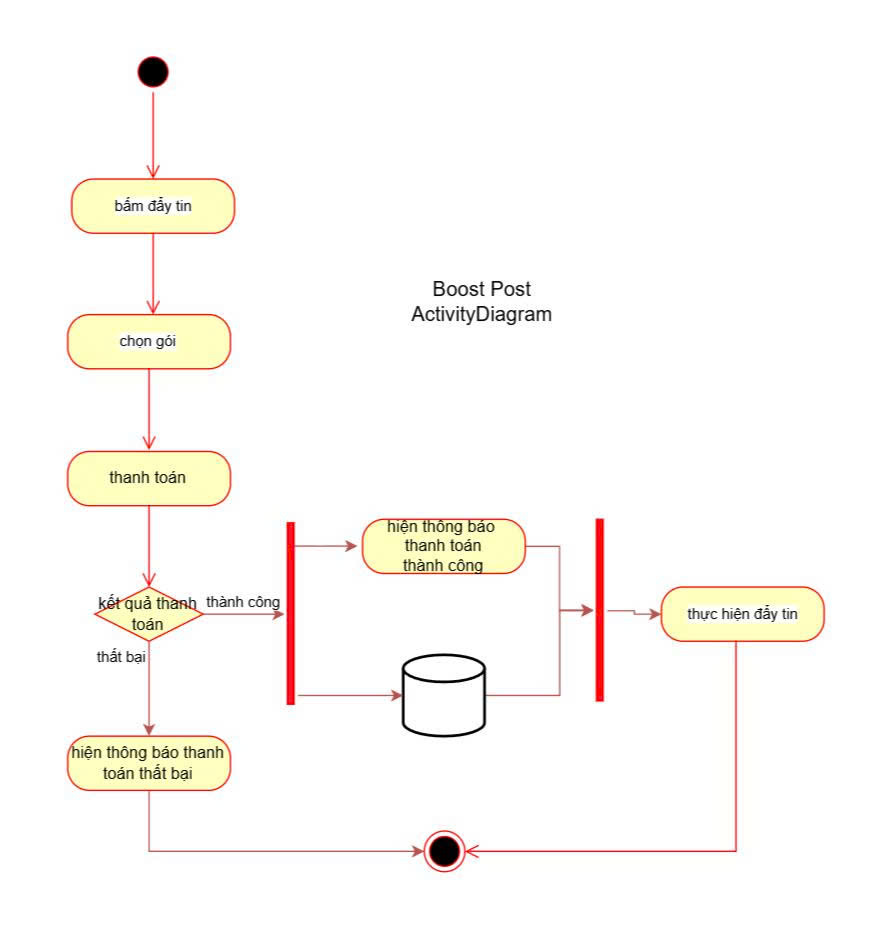 bấm đẩy tin
Boost Post
ActivityDiagram
chọn gói
thanh toán
hiện thông báo
thanh toán
thành công
kết quả thanh
toán
thành công
thực hiện đẩy tin
thất bại
hiện thông báo thanh
toán thất bại